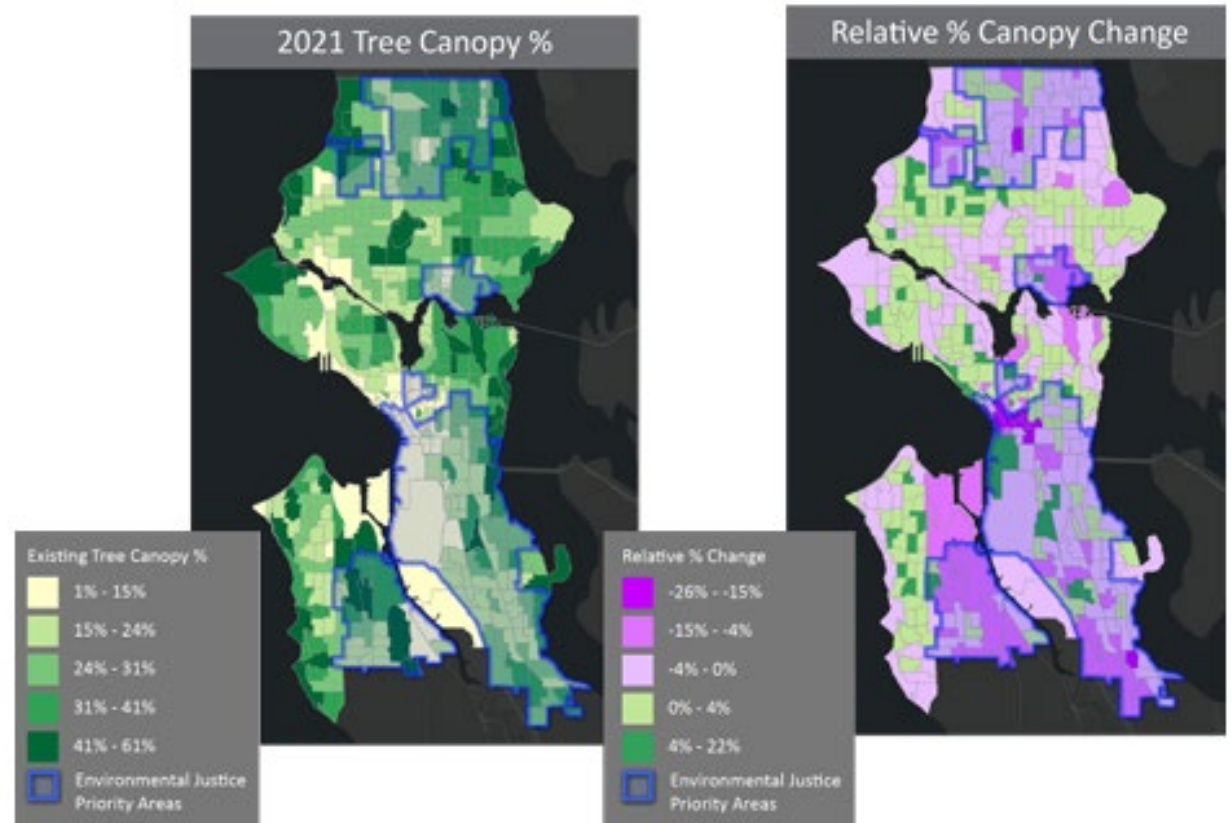 2021 Tree Canopy %
Relative % Canopy Change
Existing Tree Canopy %
1% - 15%
15% - 24%
24% - 31%
31% - 41%
41% - 61%
Environmental Justice
Priority Areas
Relative % Change
-26% - -15%
-15% - -4%
-4% - 0%
0% - 4%
4% - 22%
Environmental Justice
Priority Areas